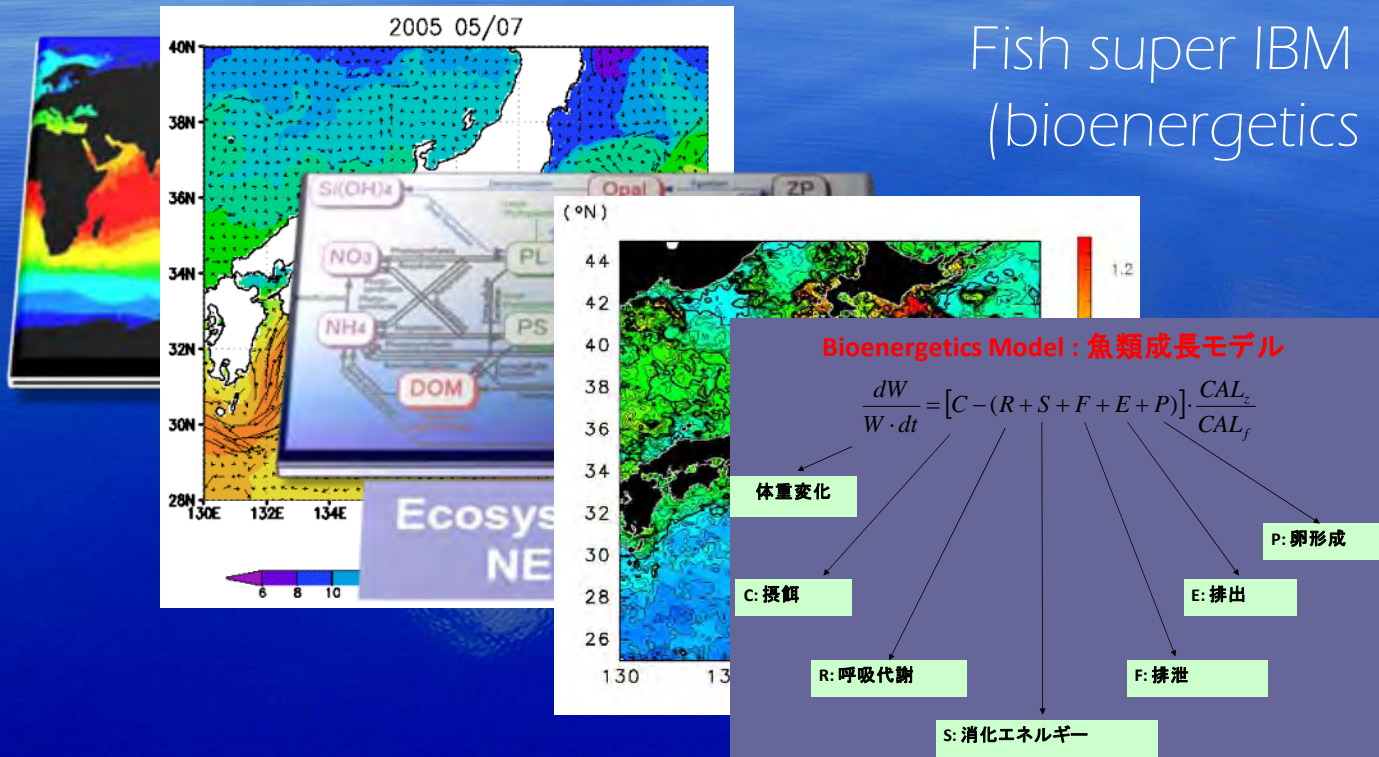 Fish super IBM
(bioenergetics
2005 05/07
40N
38N
36N
34N
32N
30N
28N
130E 132E 134E
6 8 10
Si(OH)4 Opal ZP
NO3 PL
NH4 PS
DOM
Ecosys
NE
(°N)
44
42
40
38
36
34
32
30
28
26
130 13
1.2
Bioenergetics Model : 魚類成長モデル
dW / W · dt = [C − (R + S + F + E + P)] · CALz / CALf
体重変化
P: 卵形成
C: 摂餌
E: 排出
R: 呼吸代謝
F: 排泄
S: 消化エネルギー